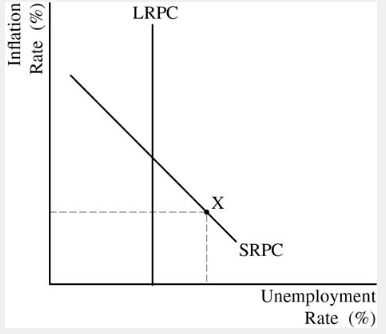 Inflation
Rate (%)
LRPC
X
SRPC
Unemployment
Rate (%)